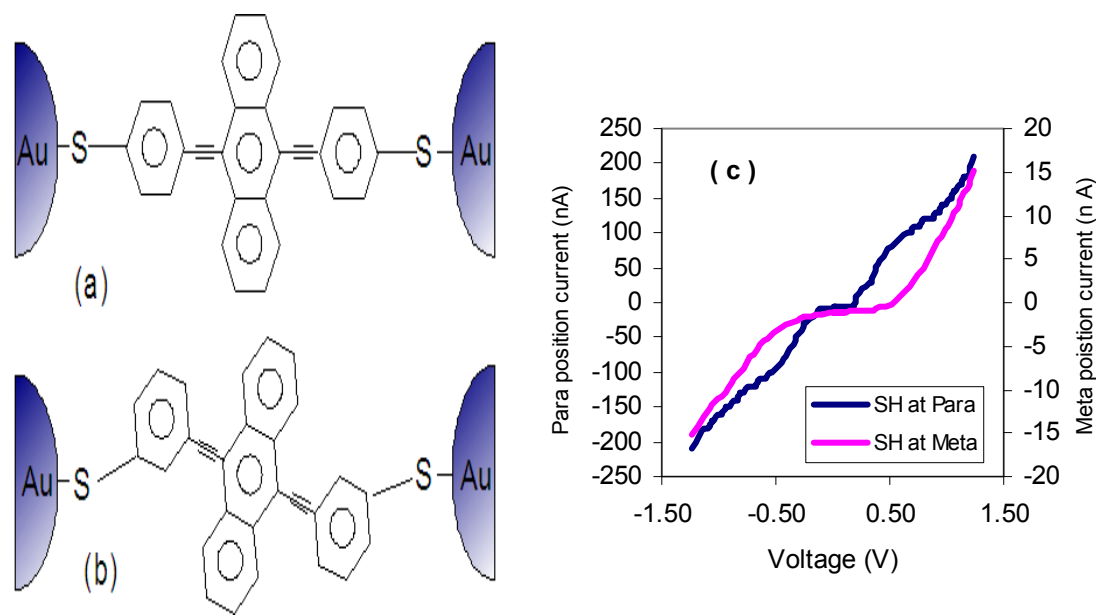 Au
S
S
Au
(a)
Au
S
S
Au
(b)
( c )
Para position current (nA)
250
200
150
100
50
0
-50
-100
-150
-200
-250
20
15
10
5
0
-5
-10
-15
-20
Meta poistion current (n A)
SH at Para
SH at Meta
-1.50 -0.50 0.50 1.50
Voltage (V)